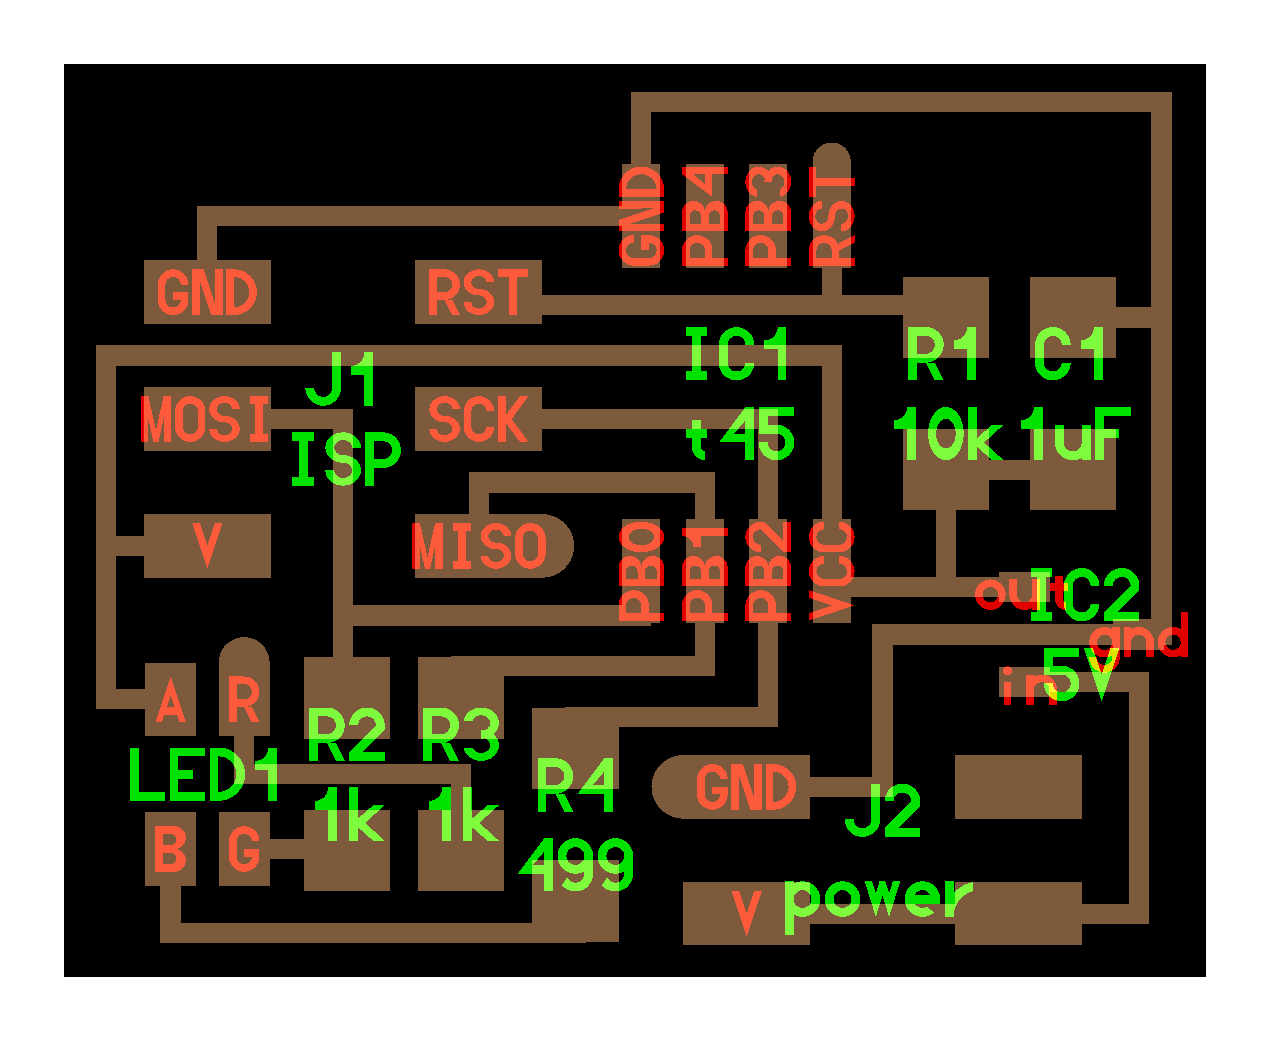 GND PB4 PB3 RST
GND RST
IC1 R1 C1
J1
MOSI SCK t45 10k 1uF
ISP
V MISO PB0 PB1 PB2 VCC
out IC2
gnd
in 5V
A R
R2 R3
LED1 R4 GND
1k 1k J2
B G 499
V power